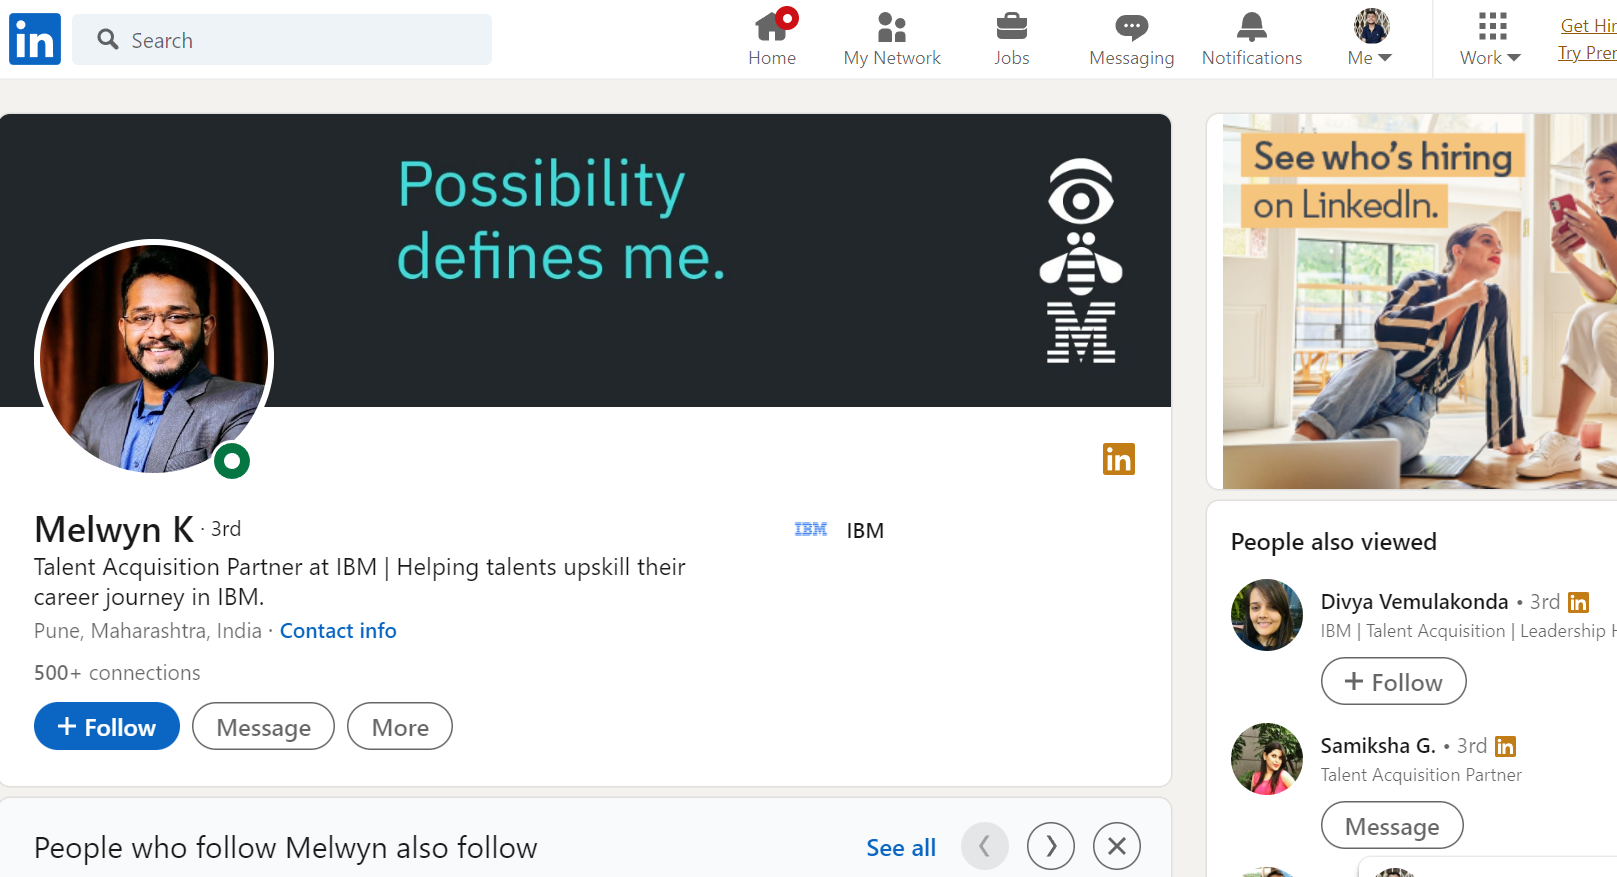 in
Search
Home
My Network
Jobs
Messaging
Notifications
Me
Work
Get Hir
Try Prem
Possibility
defines me.
M
See who's hiring
on LinkedIn.
in
Melwyn K · 3rd
IBM IBM
Talent Acquisition Partner at IBM | Helping talents upskill their
career journey in IBM.
Pune, Maharashtra, India · Contact info
500+ connections
+ Follow
Message
More
People who follow Melwyn also follow
See all
People also viewed
Divya Vemulakonda • 3rd in
IBM | Talent Acquisition | Leadership H
+ Follow
Samiksha G. • 3rd in
Talent Acquisition Partner
Message